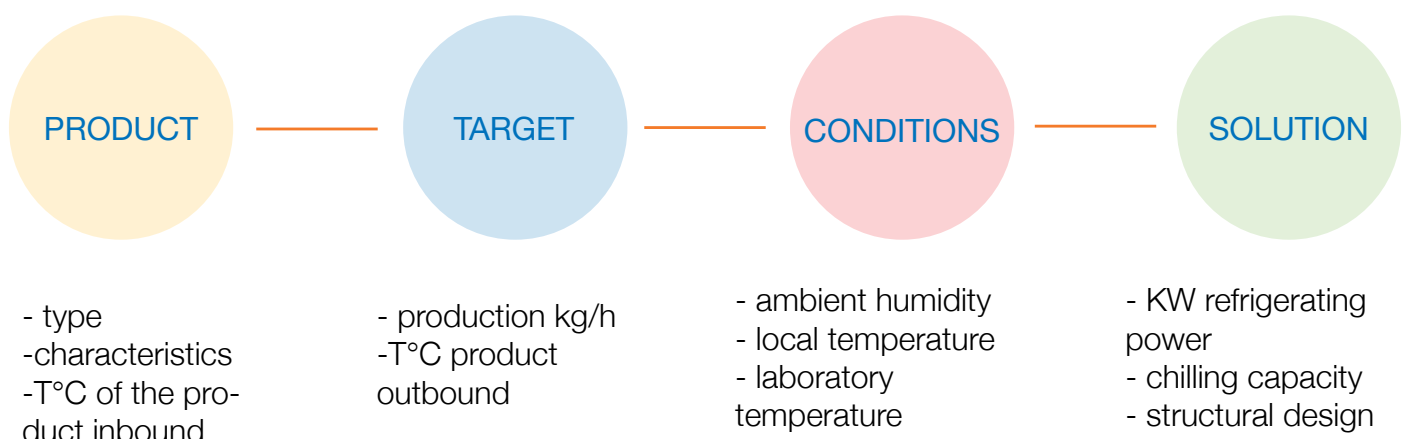 PRODUCT
TARGET
CONDITIONS
SOLUTION
- type
-characteristics
-T°C of the pro-
duct inbound
- production kg/h
-T°C product
outbound
- ambient humidity
- local temperature
- laboratory
temperature
- KW refrigerating
power
- chilling capacity
- structural design